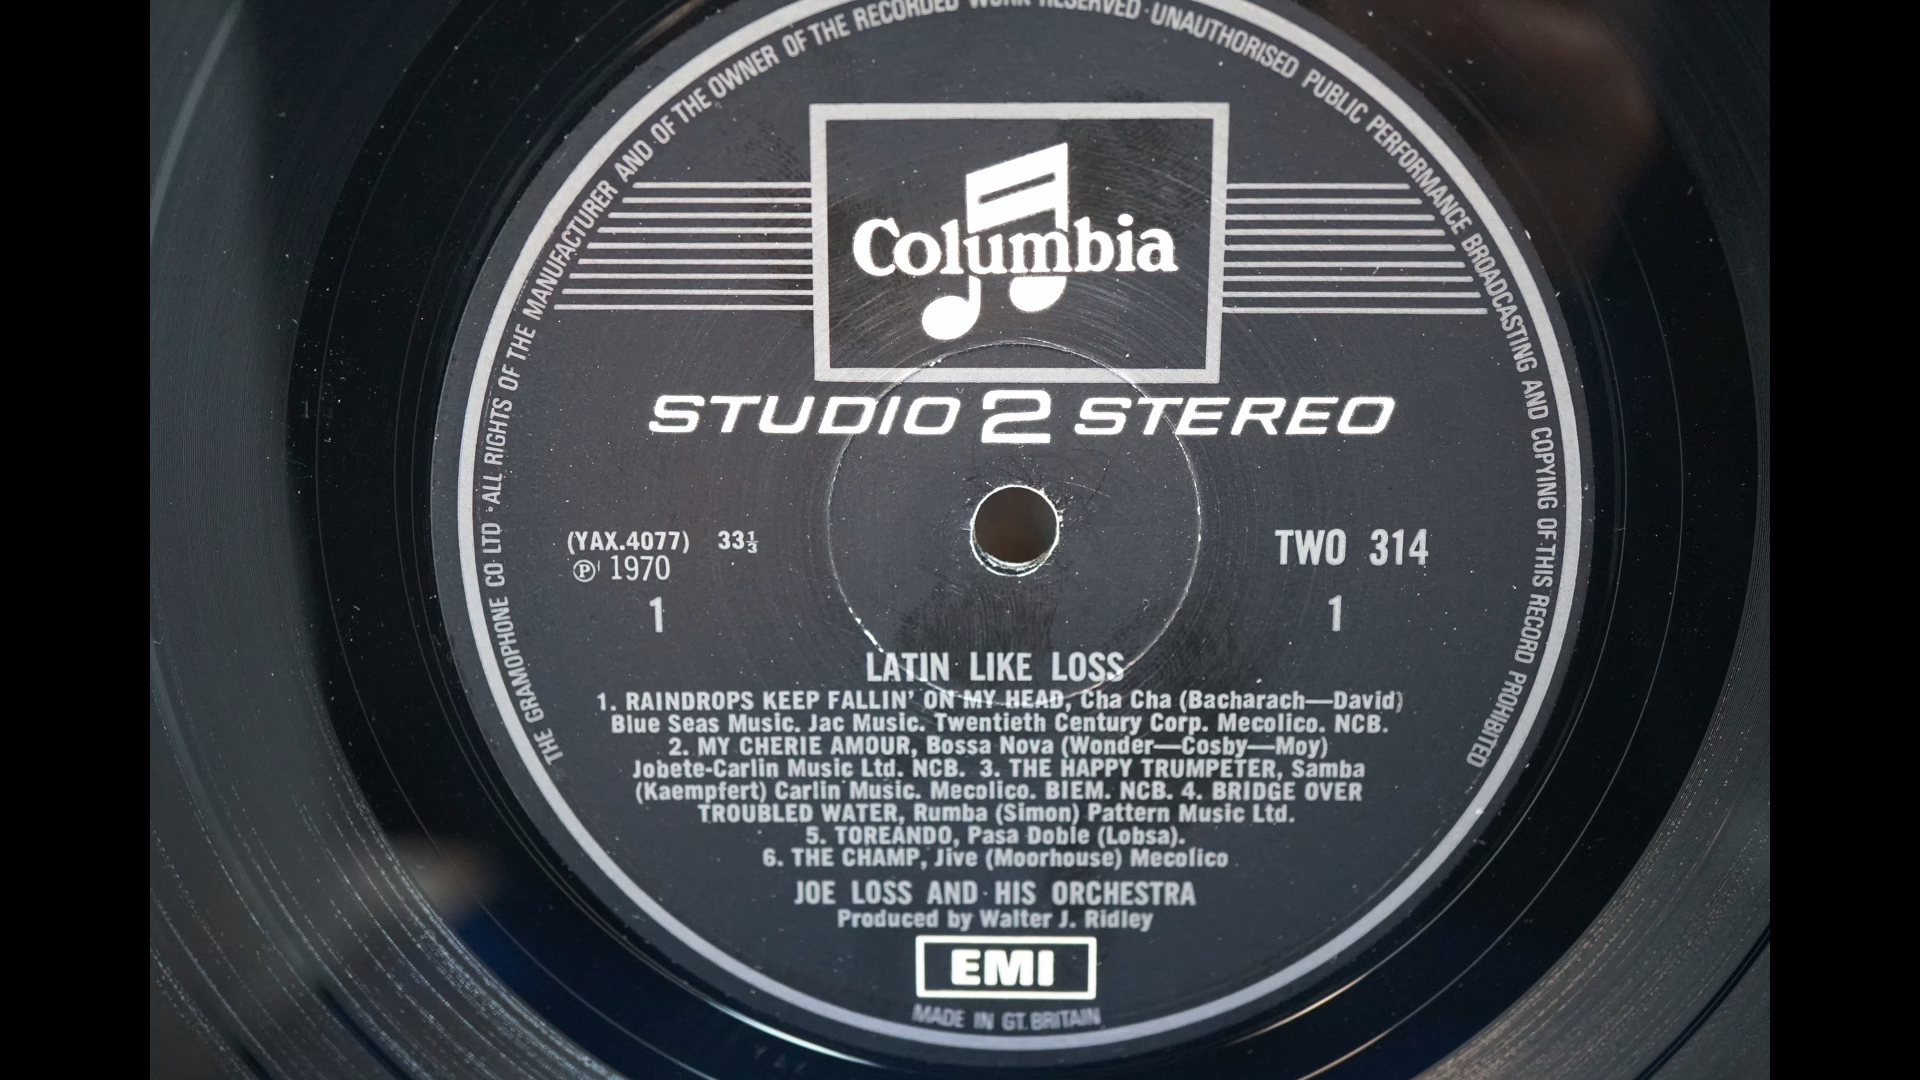 THE GRAMOPHONE CO LTD · ALL RIGHTS OF THE MANUFACTURER AND OF THE OWNER OF THE RECORDED WORK RESERVED · UNAUTHORISED PUBLIC PERFORMANCE BROADCASTING AND COPYING OF THIS RECORD PROHIBITED
Columbia
STUDIO 2 STEREO
(YAX.4077) 33⅓
TWO 314
℗ 1970
1
1
LATIN LIKE LOSS
1. RAINDROPS KEEP FALLIN' ON MY HEAD, Cha Cha (Bacharach—David)
Blue Seas Music. Jac Music. Twentieth Century Corp. Mecolico. NCB.
2. MY CHERIE AMOUR, Bossa Nova (Wonder—Cosby—Moy)
Jobete-Carlin Music Ltd. NCB. 3. THE HAPPY TRUMPETER, Samba
(Kaempfert) Carlin Music. Mecolico. BIEM. NCB. 4. BRIDGE OVER
TROUBLED WATER, Rumba (Simon) Pattern Music Ltd.
5. TOREANDO, Pasa Doble (Lobsa).
6. THE CHAMP, Jive (Moorhouse) Mecolico
JOE LOSS AND HIS ORCHESTRA
Produced by Walter J. Ridley
EMI
MADE IN GT. BRITAIN